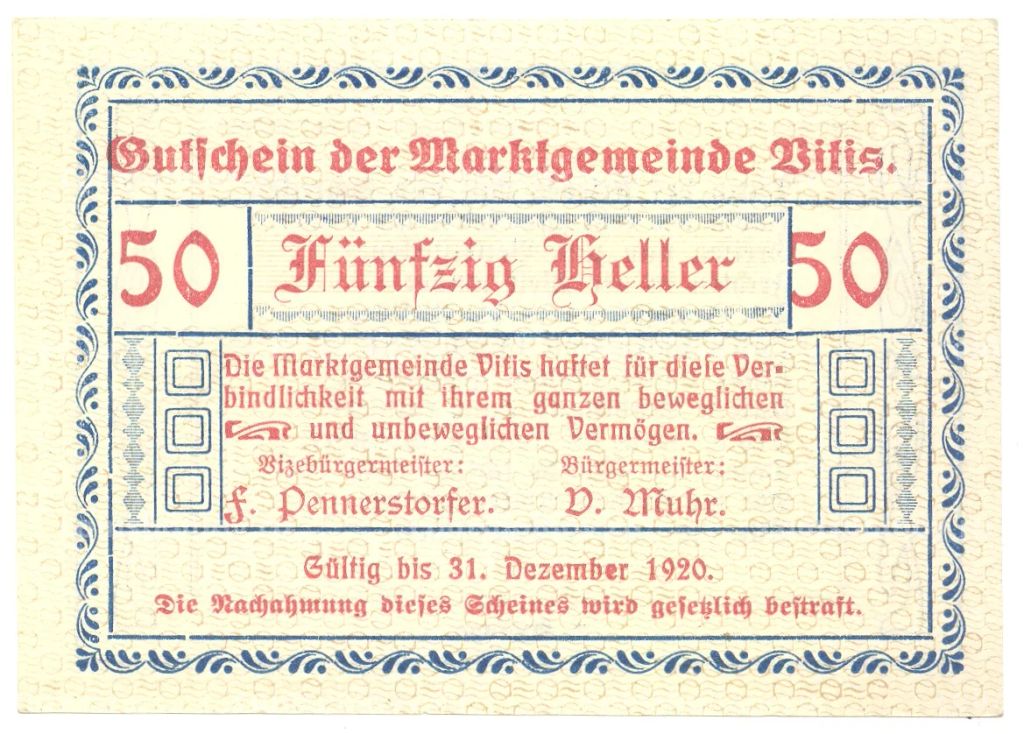 Gutschein der Marktgemeinde Vitis.
50 Fünfzig Heller 50
Die Marktgemeinde Vitis haftet für diese Ver-
bindlichkeit mit ihrem ganzen beweglichen
und unbeweglichen Vermögen.
Vizebürgermeister: Bürgermeister:
F. Pennerstorfer. V. Muhr.
Gültig bis 31. Dezember 1920.
Die Nachahmung dieses Scheines wird gesetzlich bestraft.